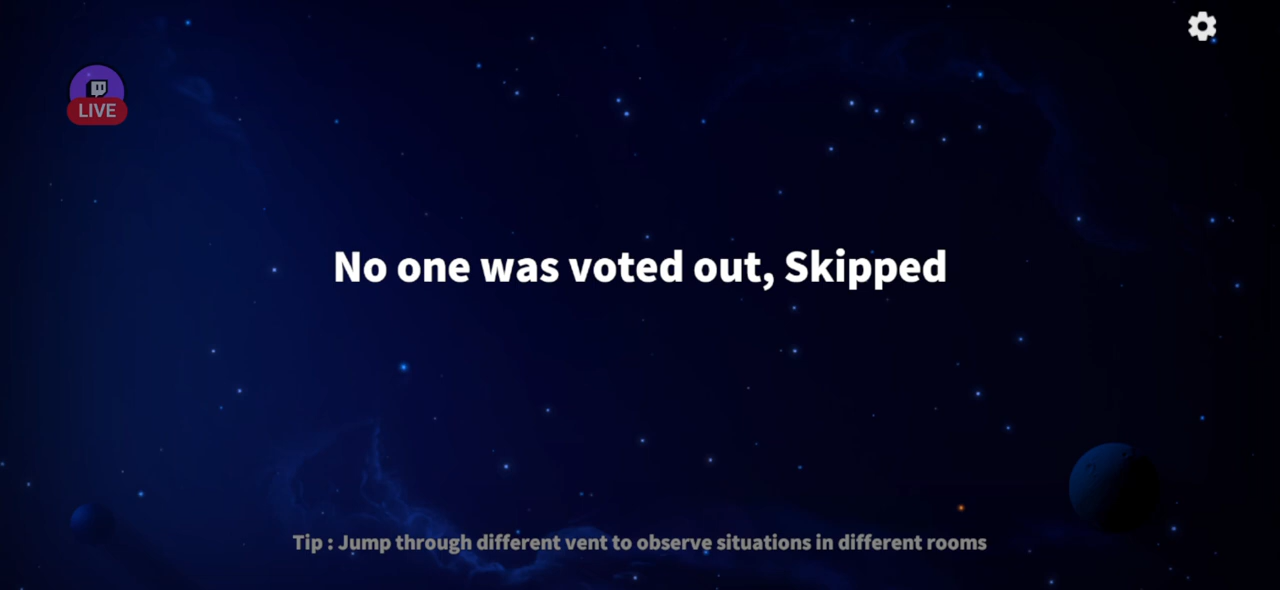 LIVE
No one was voted out, Skipped
Tip : Jump through different vent to observe situations in different rooms